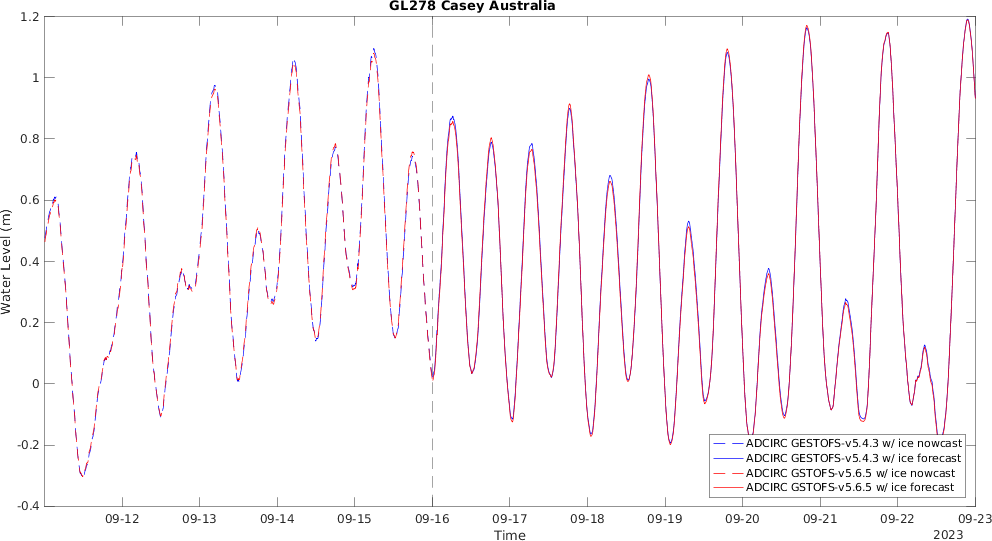 GL278 Casey Australia
1.2
1
0.8
0.6
0.4
0.2
0
-0.2
-0.4
Water Level (m)
ADCIRC GESTOFS-v5.4.3 w/ ice nowcast
ADCIRC GESTOFS-v5.4.3 w/ ice forecast
ADCIRC GSTOFS-v5.6.5 w/ ice nowcast
ADCIRC GSTOFS-v5.6.5 w/ ice forecast
09-12 09-13 09-14 09-15 09-16 09-17 09-18 09-19 09-20 09-21 09-22 09-23
Time
2023